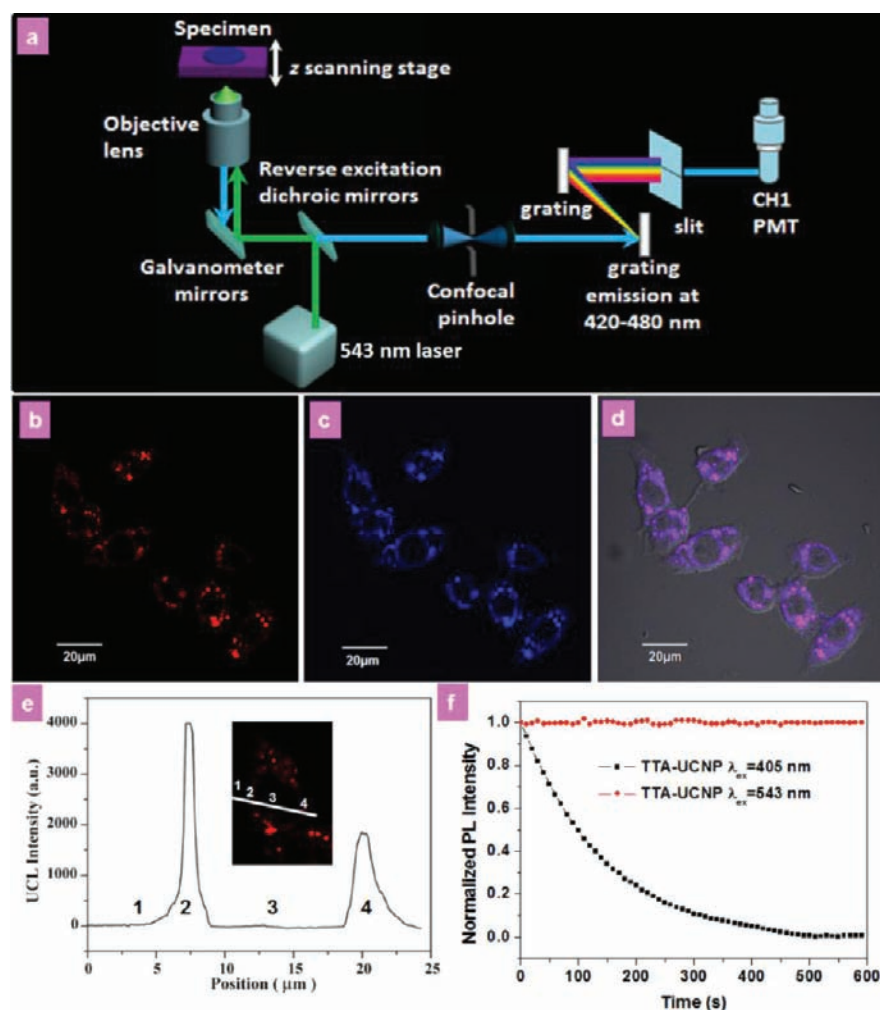 a
Specimen
z scanning stage
Objective
lens
Reverse excitation
dichroic mirrors
Galvanometer
mirrors
543 nm laser
Confocal
pinhole
grating
grating
emission at
420-480 nm
slit
CH1
PMT
b
20μm
c
20μm
d
20μm
e
UCL Intensity (a.u.)
4000
3000
2000
1000
0
1
2
3
4
1
2
3
4
0
5
10
15
20
25
Position ( μm )
f
Normalized PL Intensity
1.0
0.8
0.6
0.4
0.2
0.0
TTA-UCNP λex=405 nm
TTA-UCNP λex=543 nm
0
100
200
300
400
500
600
Time (s)